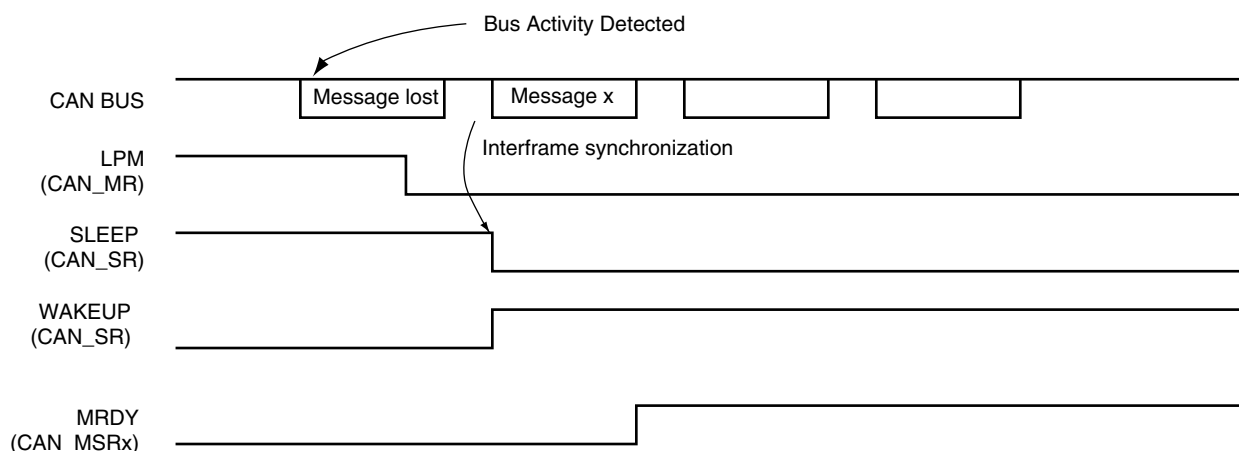 Bus Activity Detected
CAN BUS
Message lost
Message x
Interframe synchronization
LPM
(CAN_MR)
SLEEP
(CAN_SR)
WAKEUP
(CAN_SR)
MRDY
(CAN_MSRx)